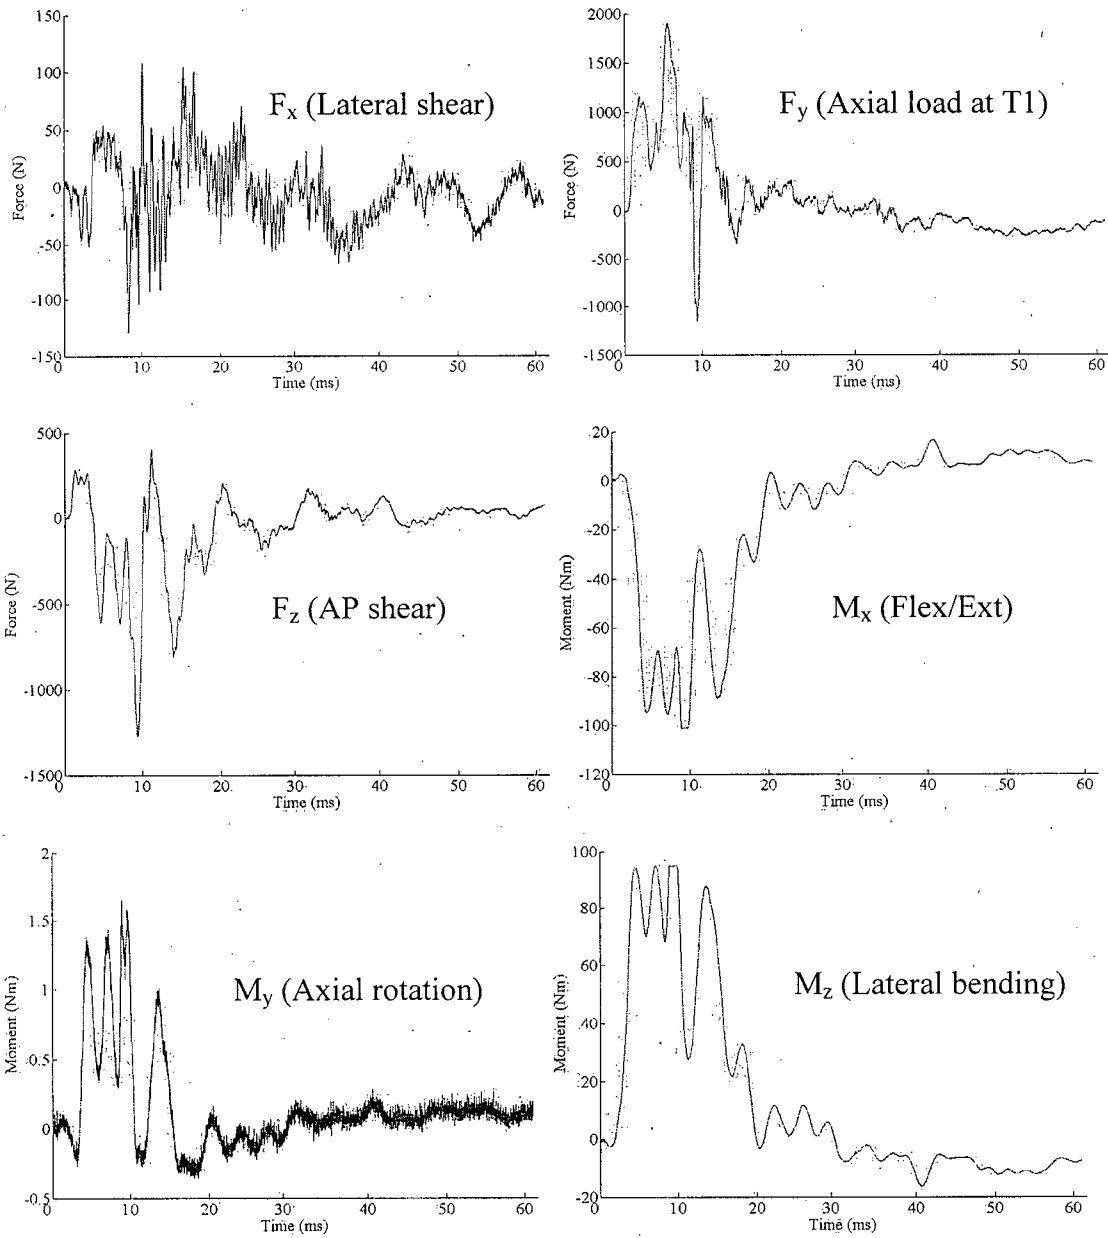 150
100
50
0
-50
-100
-150
Force (N)
F_x (Lateral shear)
0 10 20 30 40 50 60
Time (ms)
2000
1500
1000
500
0
-500
-1000
-1500
Force (N)
F_y (Axial load at T1)
0 10 20 30 40 50 60
Time (ms)
500
0
-500
-1000
-1500
Force (N)
F_z (AP shear)
0 10 20 30 40 50 60
Time (ms)
20
0
-20
-40
-60
-80
-100
-120
Moment (Nm)
M_x (Flex/Ext)
0 10 20 30 40 50 60
Time (ms)
2
1.5
1
0.5
0
-0.5
Moment (Nm)
M_y (Axial rotation)
0 10 20 30 40 50 60
Time (ms)
100
80
60
40
20
0
-20
Moment (Nm)
M_z (Lateral bending)
0 10 20 30 40 50 60
Time (ms)